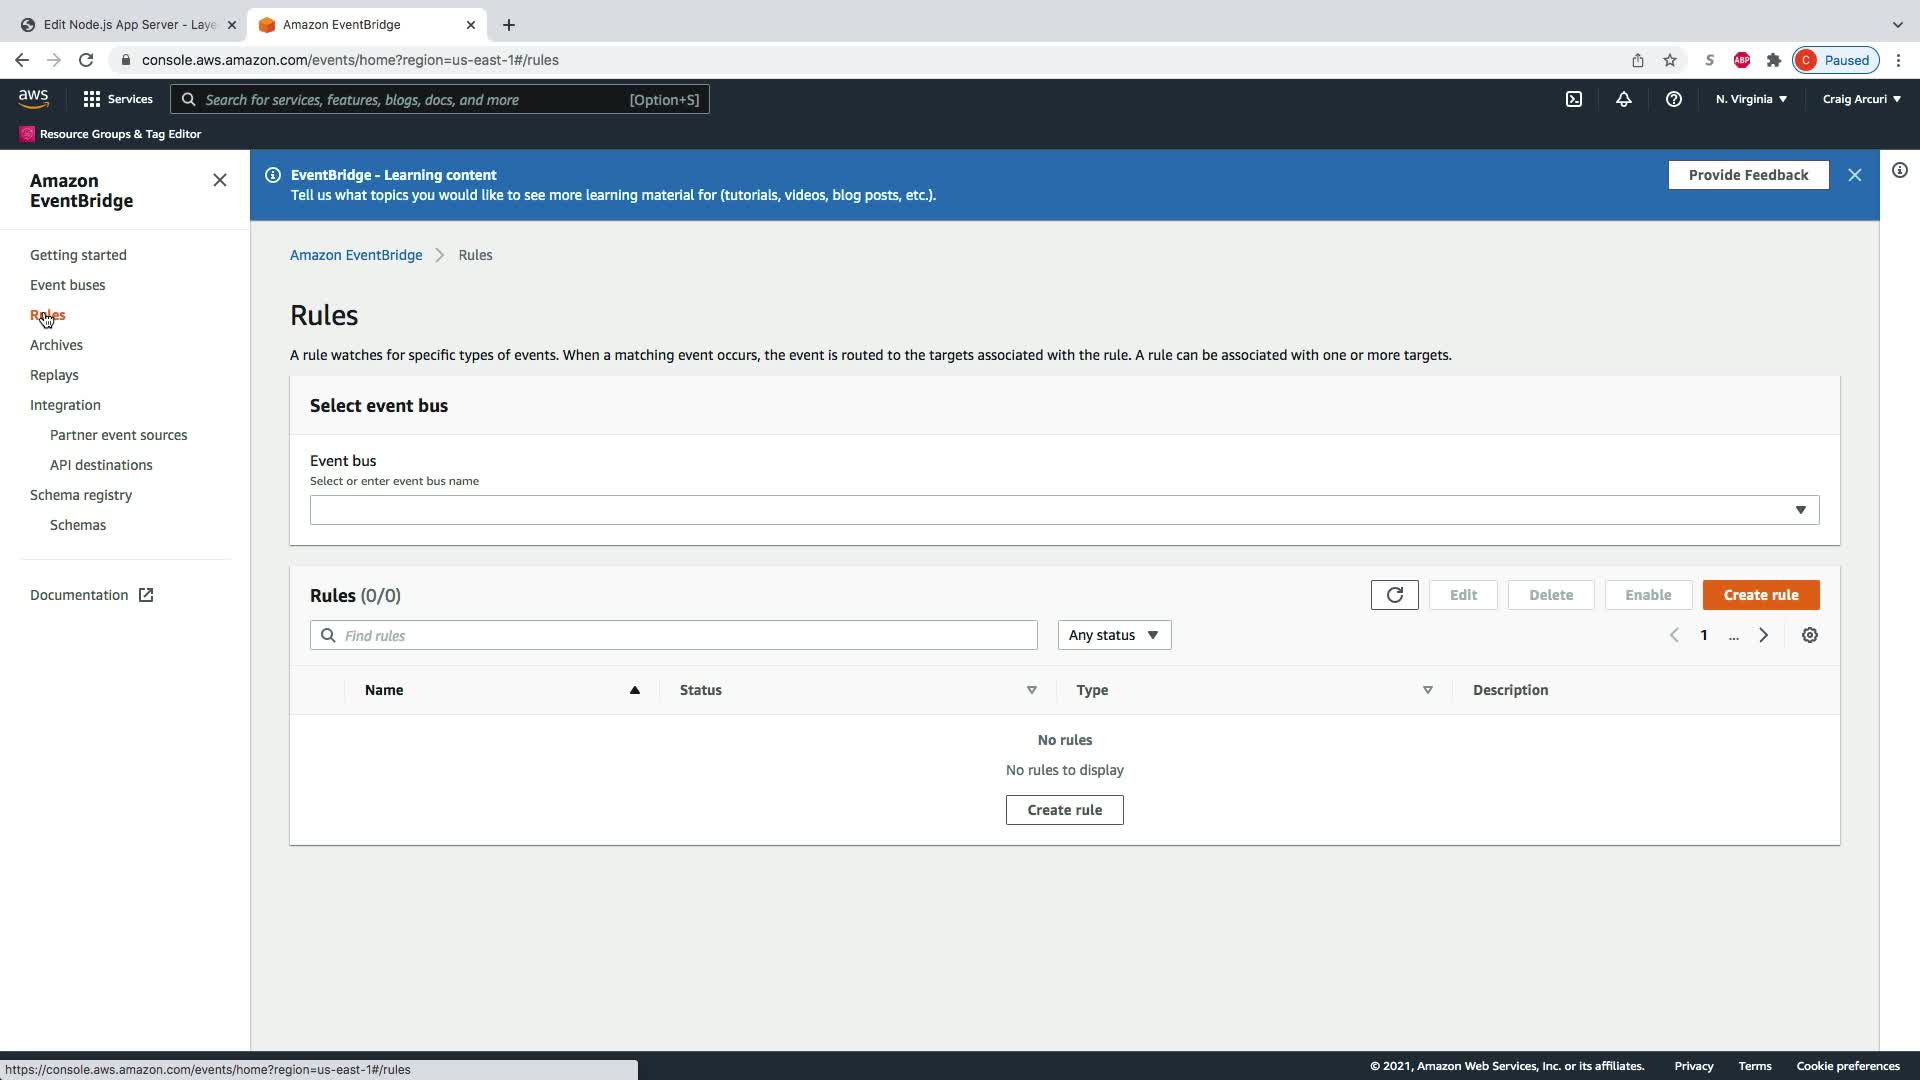 Edit Node.js App Server - Laye
Amazon EventBridge
console.aws.amazon.com/events/home?region=us-east-1#/rules
S
ABP
C
Paused
aws
Services
Search for services, features, blogs, docs, and more
[Option+S]
N. Virginia
Craig Arcuri
Resource Groups & Tag Editor
Amazon
EventBridge
EventBridge - Learning content
Tell us what topics you would like to see more learning material for (tutorials, videos, blog posts, etc.).
Provide Feedback
Getting started
Event buses
Rules
Archives
Replays
Integration
Partner event sources
API destinations
Schema registry
Schemas
Documentation
Amazon EventBridge
Rules
Rules
A rule watches for specific types of events. When a matching event occurs, the event is routed to the targets associated with the rule. A rule can be associated with one or more targets.
Select event bus
Event bus
Select or enter event bus name
Rules (0/0)
Edit
Delete
Enable
Create rule
Find rules
Any status
1
...
Name
Status
Type
Description
No rules
No rules to display
Create rule
https://console.aws.amazon.com/events/home?region=us-east-1#/rules
© 2021, Amazon Web Services, Inc. or its affiliates.
Privacy
Terms
Cookie preferences